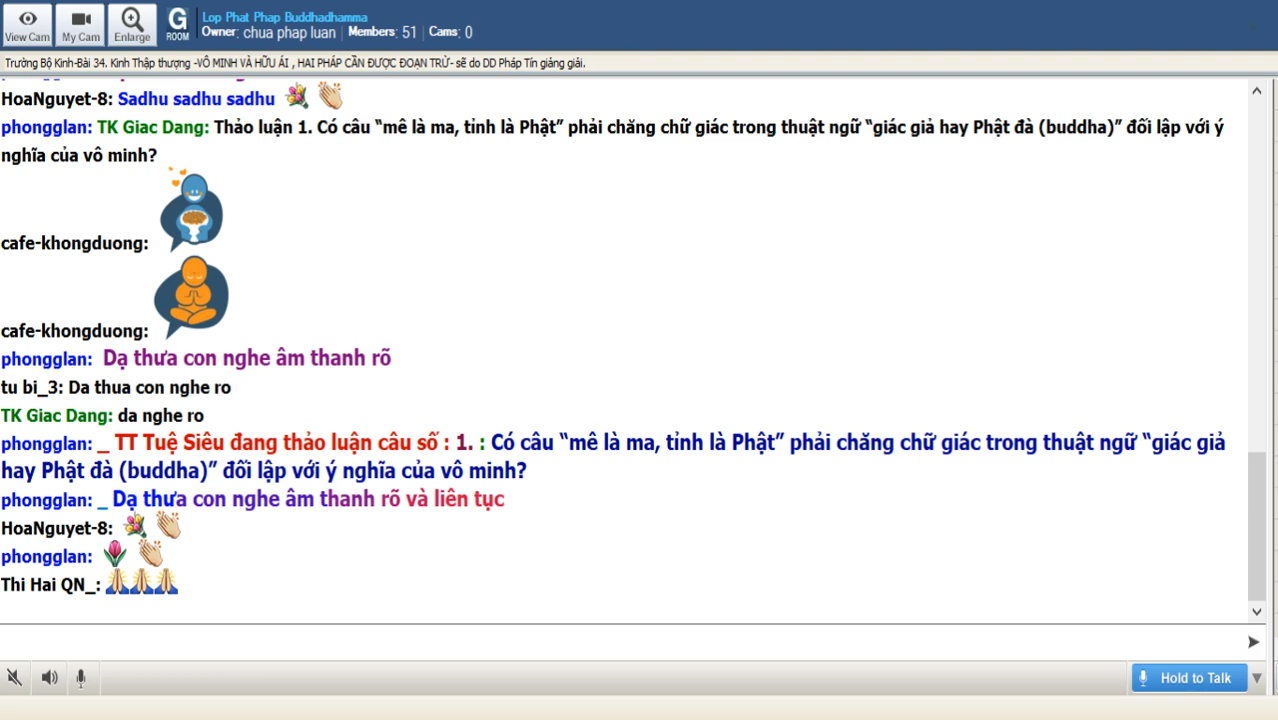 View Cam
My Cam
Enlarge
G
ROOM
Lop Phat Phap Buddhadhamma
Owner: chua phap luan | Members: 51 | Cams: 0
Trường Bộ Kinh-Bài 34. Kinh Thập thượng -VÔ MINH VÀ HỮU ÁI , HAI PHÁP CẦN ĐƯỢC ĐOẠN TRỪ- sẽ do DD Pháp Tín giảng giải.
HoaNguyet-8: Sadhu sadhu sadhu
phongglan: TK Giac Dang: Thảo luận 1. Có câu “mê là ma, tỉnh là Phật” phải chăng chữ giác trong thuật ngữ “giác giả hay Phật đà (buddha)” đối lập với ý
nghĩa của vô minh?
cafe-khongduong:
cafe-khongduong:
phongglan: Dạ thưa con nghe âm thanh rõ
tu bi_3: Da thua con nghe ro
TK Giac Dang: da nghe ro
phongglan: _ TT Tuệ Siêu đang thảo luận câu số : 1. : Có câu “mê là ma, tỉnh là Phật” phải chăng chữ giác trong thuật ngữ “giác giả
hay Phật đà (buddha)” đối lập với ý nghĩa của vô minh?
phongglan: _ Dạ thưa con nghe âm thanh rõ và liên tục
HoaNguyet-8:
phongglan:
Thi Hai QN_:
Hold to Talk